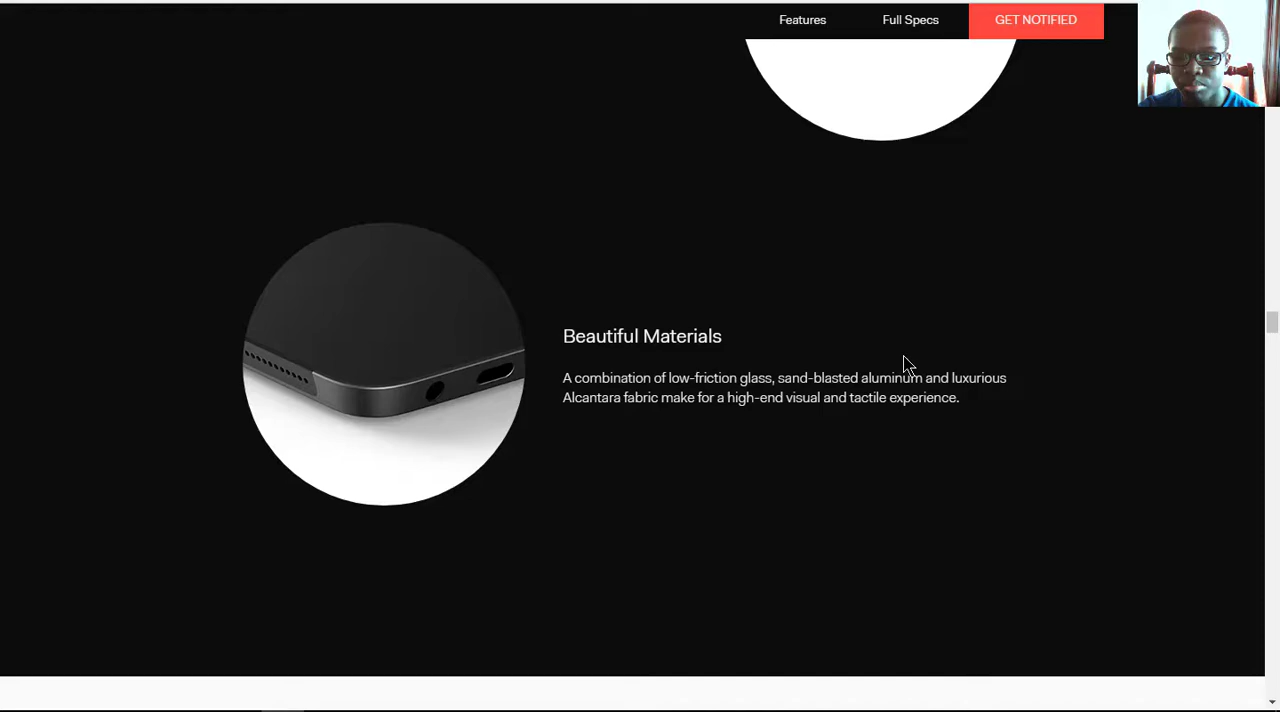 Features
Full Specs
GET NOTIFIED
Beautiful Materials
A combination of low-friction glass, sand-blasted aluminum and luxurious
Alcantara fabric make for a high-end visual and tactile experience.